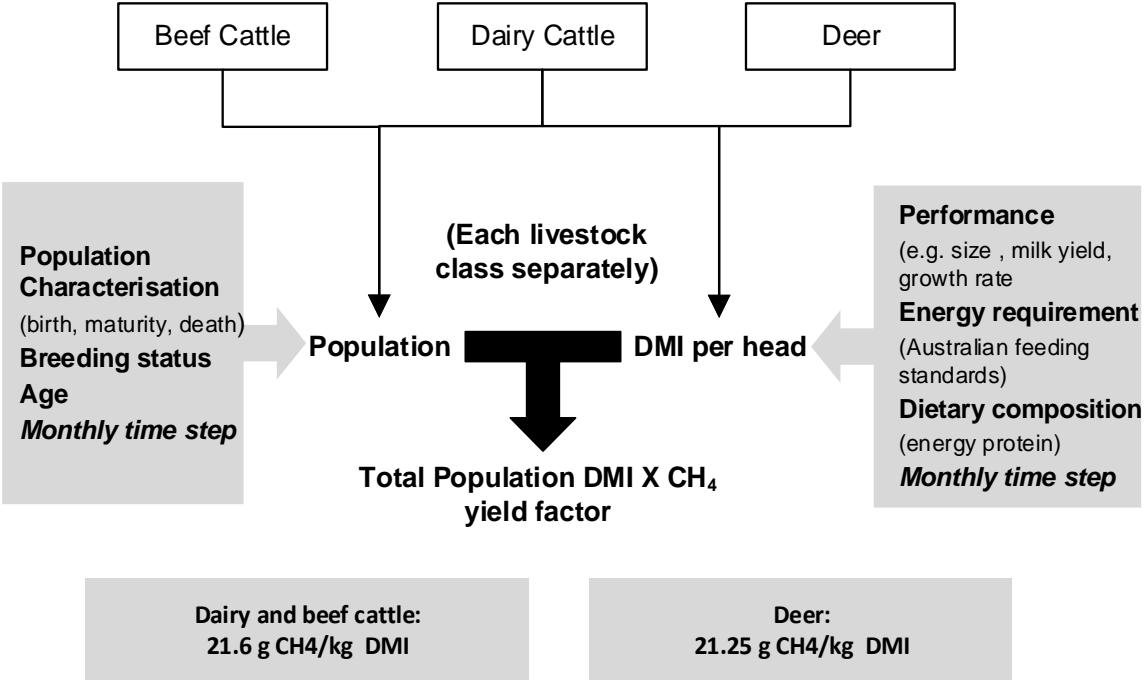 Beef Cattle
Dairy Cattle
Deer
Population
Characterisation
(birth, maturity, death)
Breeding status
Age
Monthly time step
(Each livestock
class separately)
Population
DMI per head
Performance
(e.g. size , milk yield,
growth rate
Energy requirement
(Australian feeding
standards)
Dietary composition
(energy protein)
Monthly time step
Total Population DMI X CH₄
yield factor
Dairy and beef cattle:
21.6 g CH4/kg DMI
Deer:
21.25 g CH4/kg DMI